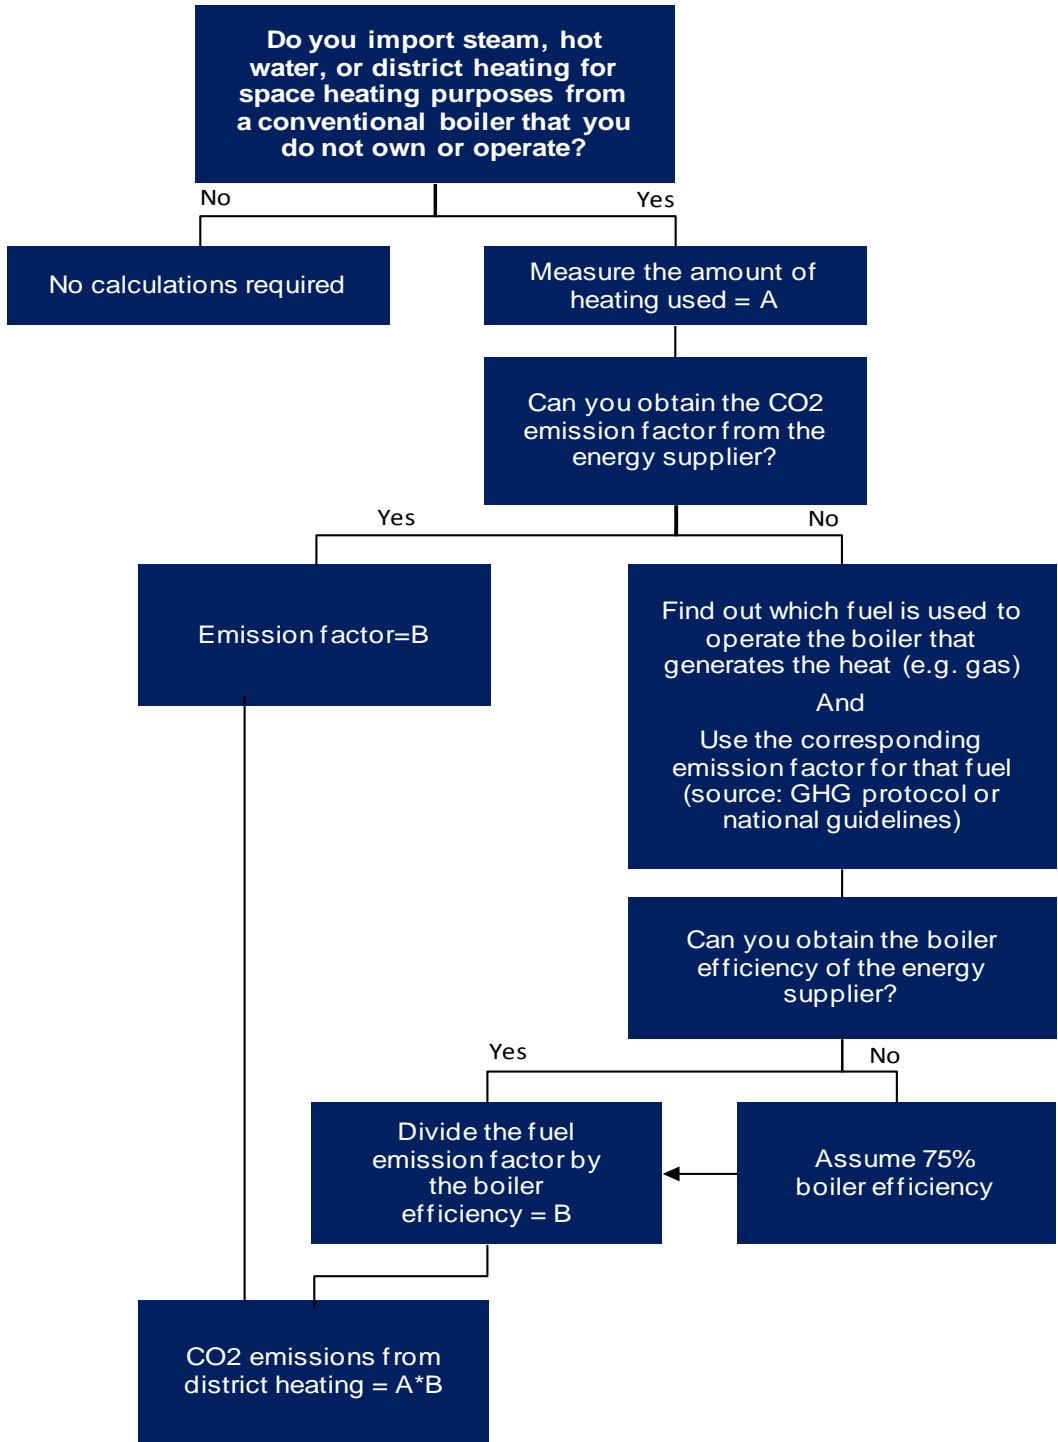 Do you import steam, hot
water, or district heating for
space heating purposes from
a conventional boiler that you
do not own or operate?
No
Yes
No calculations required
Measure the amount of
heating used = A
Can you obtain the CO2
emission factor from the
energy supplier?
Yes
No
Emission factor=B
Find out which fuel is used to
operate the boiler that
generates the heat (e.g. gas)
And
Use the corresponding
emission factor for that fuel
(source: GHG protocol or
national guidelines)
Can you obtain the boiler
efficiency of the energy
supplier?
Yes
No
Divide the fuel
emission factor by
the boiler
efficiency = B
Assume 75%
boiler efficiency
CO2 emissions from
district heating = A*B